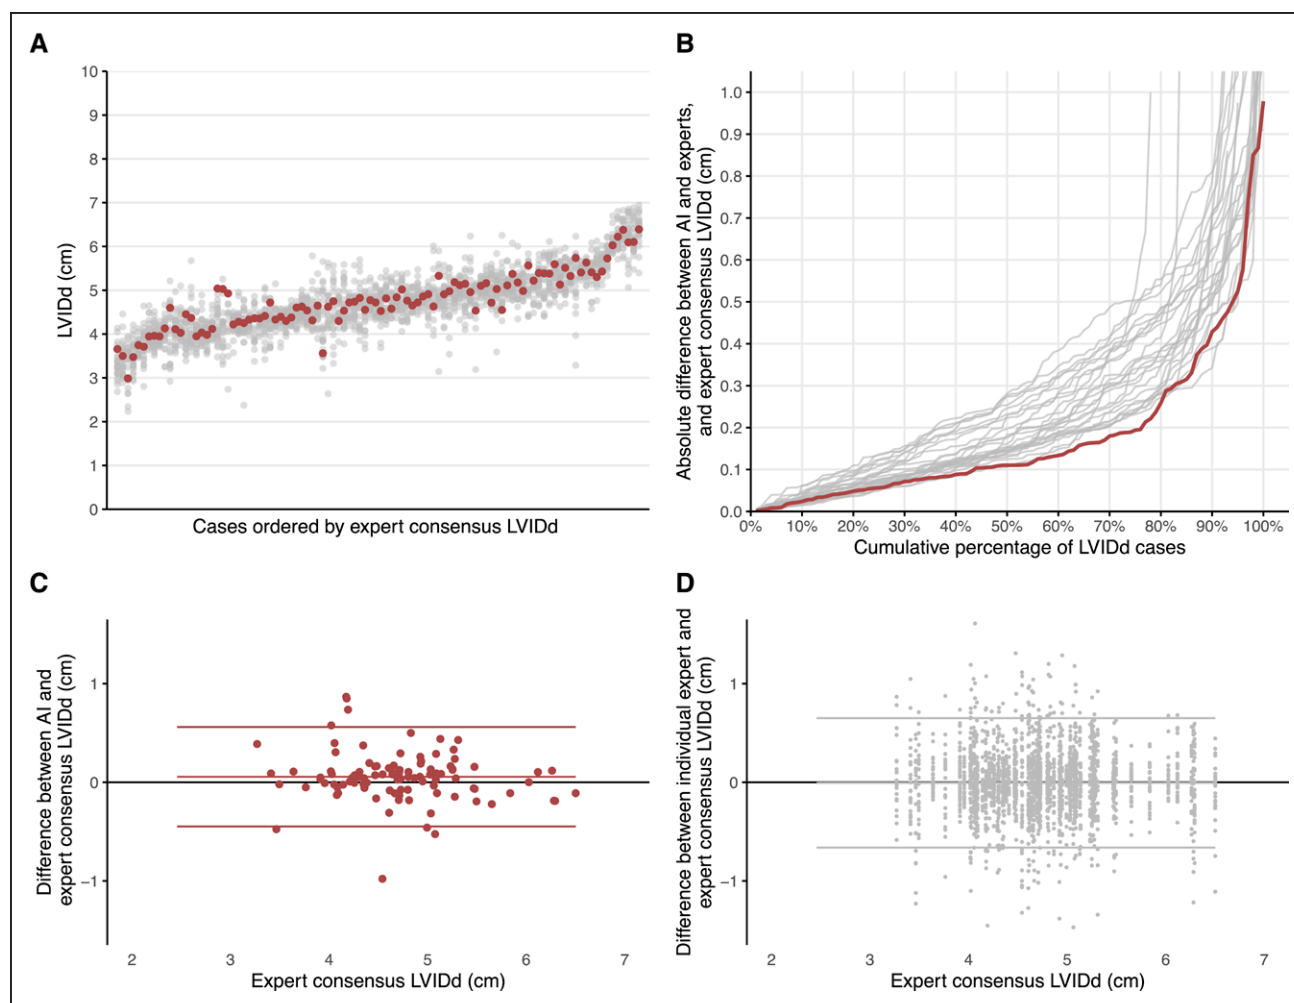 A
10
9
8
7
6
5
4
3
2
1
0
LVIDd (cm)
Cases ordered by expert consensus LVIDd
B
Absolute difference between AI and experts,
and expert consensus LVIDd (cm)
1.0
0.9
0.8
0.7
0.6
0.5
0.4
0.3
0.2
0.1
0.0
0% 10% 20% 30% 40% 50% 60% 70% 80% 90% 100%
Cumulative percentage of LVIDd cases
C
Difference between AI and
expert consensus LVIDd (cm)
1
0
−1
2 3 4 5 6 7
Expert consensus LVIDd (cm)
D
Difference between individual expert and
expert consensus LVIDd (cm)
1
0
−1
2 3 4 5 6 7
Expert consensus LVIDd (cm)